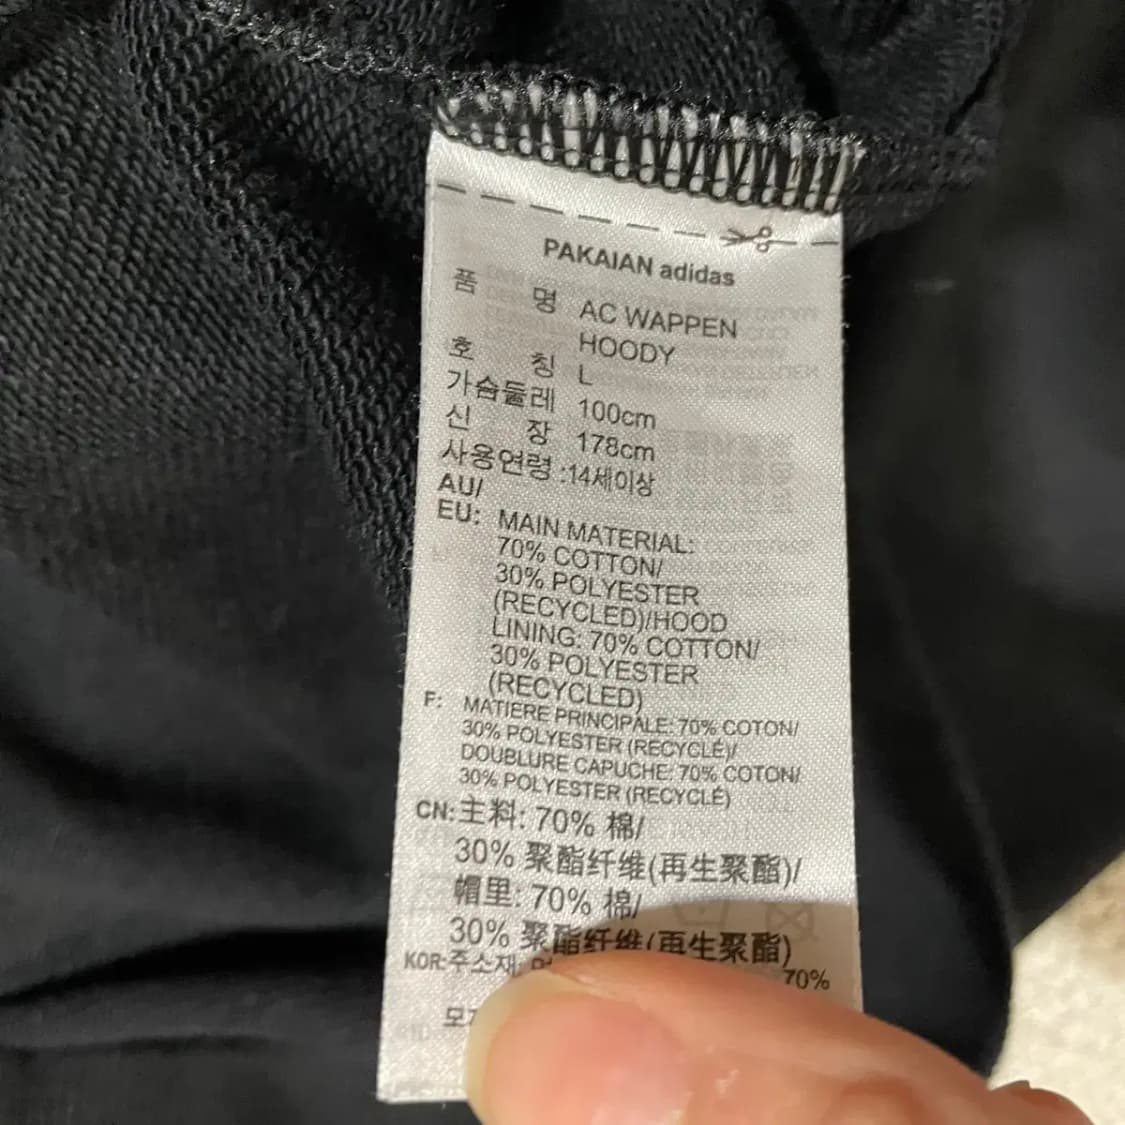 PAKAIAN adidas
품 명 AC WAPPEN
HOODY
호 칭 L
가슴둘레 100cm
신 장 178cm
사용연령 :14세이상
AU/
EU: MAIN MATERIAL:
70% COTTON/
30% POLYESTER
(RECYCLED)/HOOD
LINING: 70% COTTON/
30% POLYESTER
(RECYCLED)
F: MATIERE PRINCIPALE: 70% COTON/
30% POLYESTER (RECYCLÉ)/
DOUBLURE CAPUCHE: 70% COTON/
30% POLYESTER (RECYCLÉ)
CN: 主料: 70% 棉/
30% 聚酯纤维(再生聚酯)/
帽里: 70% 棉/
30% 聚酯纤维(再生聚酯)
KOR: 주소재: 70%